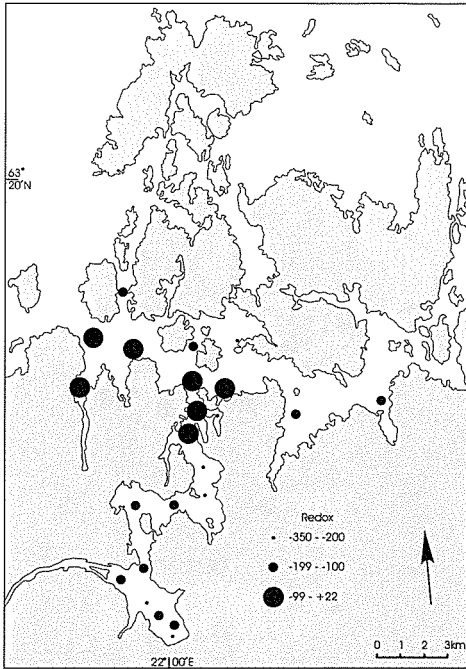 63°
20'N
Redox
-350 - -200
-199 - -100
-99 - +22
0 1 2 3km
22°00'E